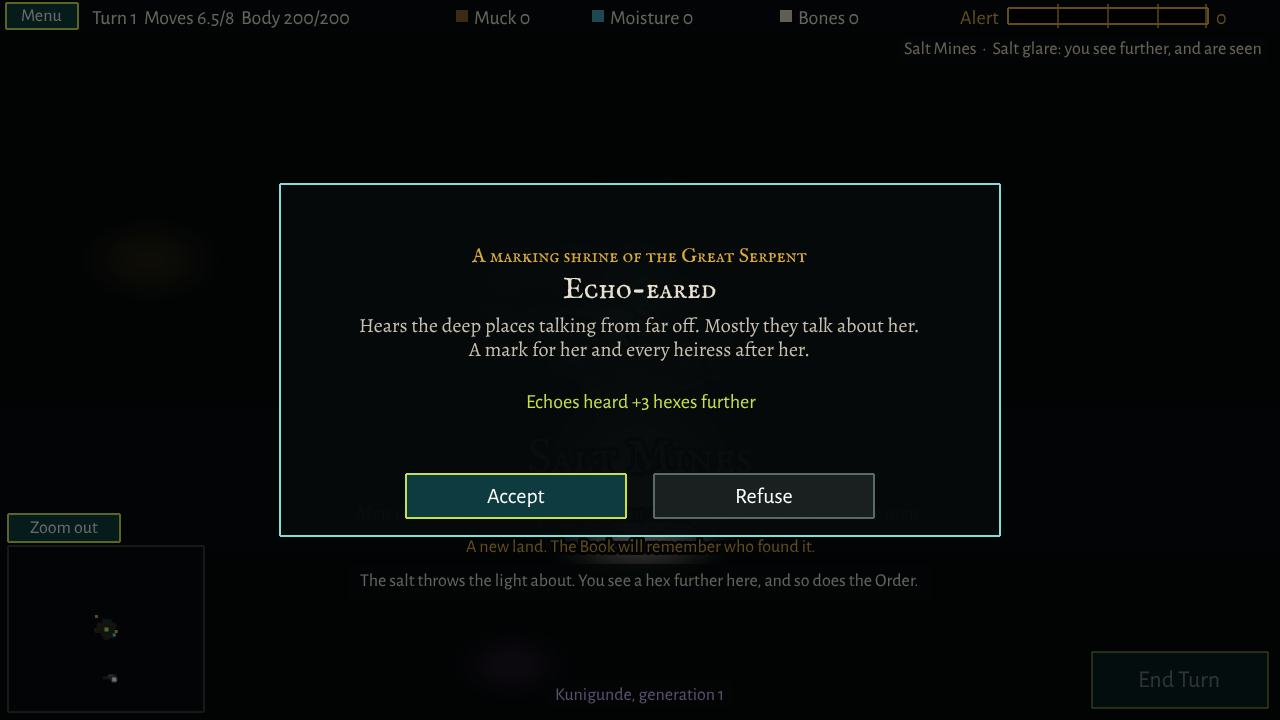 Menu
Turn 1 Moves 6.5/8 Body 200/200
Muck 0
Moisture 0
Bones 0
Alert
0
Salt Mines · Salt glare: you see further, and are seen
A marking shrine of the Great Serpent
Echo-eared
Hears the deep places talking from far off. Mostly they talk about her.
A mark for her and every heiress after her.
Echoes heard +3 hexes further
Salt Mines
Accept
Refuse
Zoom out
A new land. The Book will remember who found it.
The salt throws the light about. You see a hex further here, and so does the Order.
Kunigunde, generation 1
End Turn